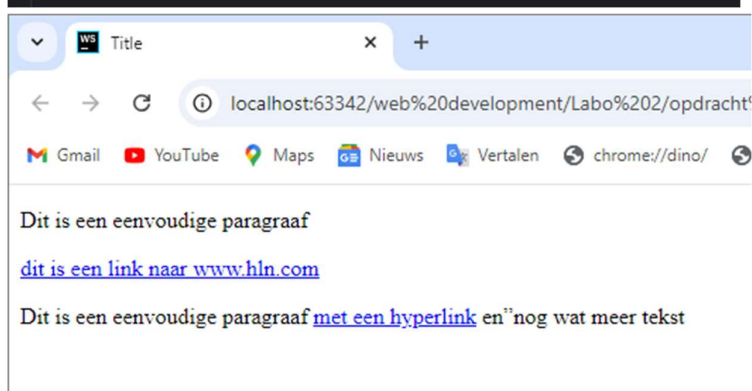 WS Title
localhost:63342/web%20development/Labo%202/opdracht%
Gmail YouTube Maps GE Nieuws G Vertalen chrome://dino/
Dit is een eenvoudige paragraaf
dit is een link naar www.hln.com
Dit is een eenvoudige paragraaf met een hyperlink en”nog wat meer tekst